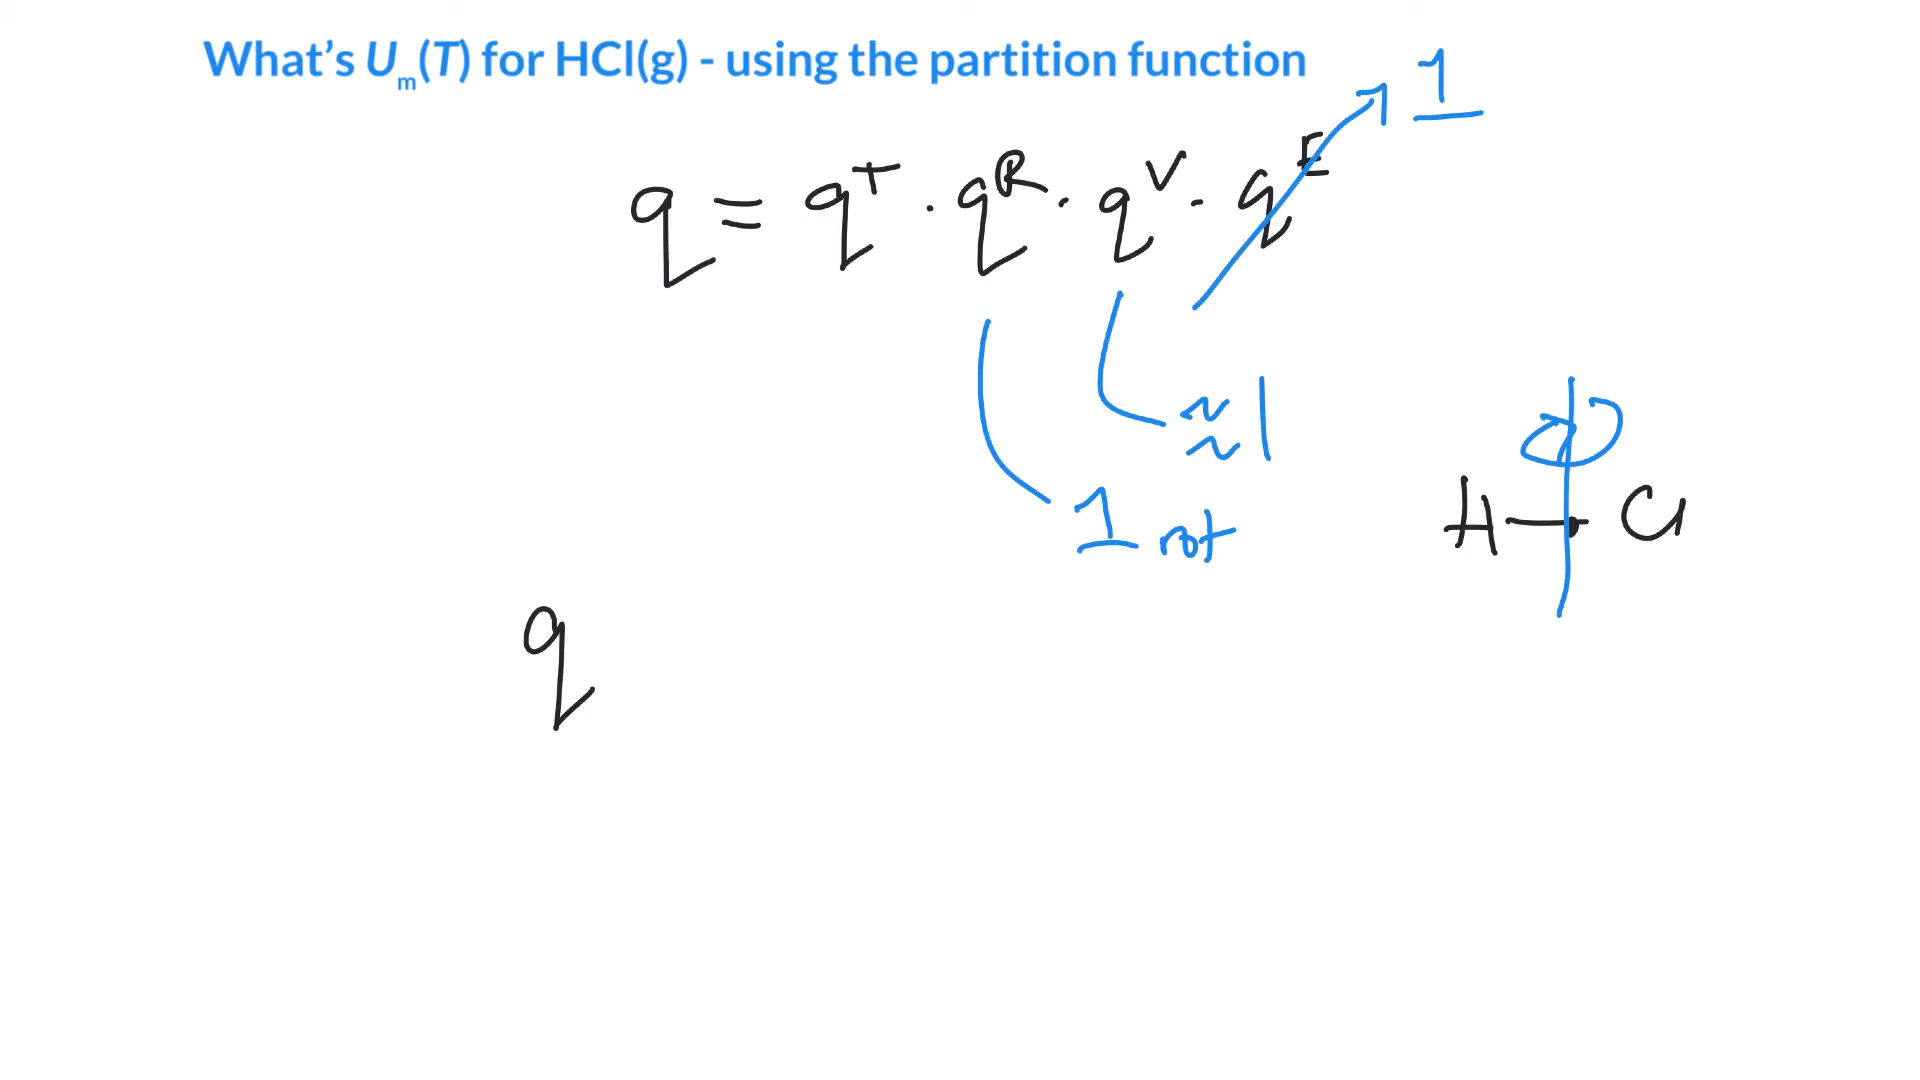 What's Uₘ(T) for HCl(g) - using the partition function
1
q = qᵀ · qᴿ · qⱽ · qᴱ
≈ 1
1 rot
H — Cl
q